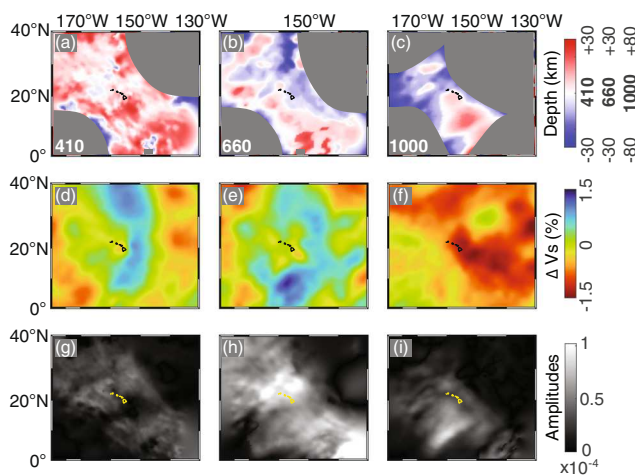 170°W 150°W 130°W 150°W 170°W 150°W 130°W
40°N (a) (b) (c)
20°N
0° 410 660 1000
-30 410 +30
-30 660 +30
-80 1000 +80
Depth (km)
40°N (d) (e) (f)
20°N
0°
1.5
0
-1.5
Δ Vs (%)
40°N (g) (h) (i)
20°N
0°
1
0.5
0
x10⁻⁴
Amplitudes